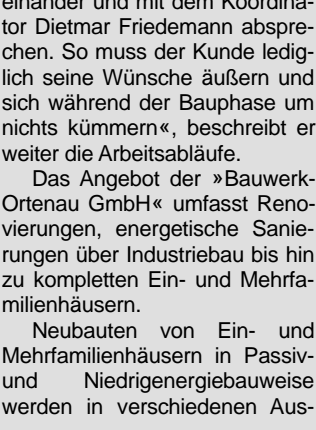 einander und mit dem Koordina-
tor Dietmar Friedemann abspre-
chen. So muss der Kunde ledig-
lich seine Wünsche äußern und
sich während der Bauphase um
nichts kümmern«, beschreibt er
weiter die Arbeitsabläufe.
Das Angebot der »Bauwerk-
Ortenau GmbH« umfasst Reno-
vierungen, energetische Sanie-
rungen über Industriebau bis hin
zu kompletten Ein- und Mehrfa-
milienhäusern.
Neubauten von Ein- und
Mehrfamilienhäusern in Passiv-
und Niedrigenergiebauweise
werden in verschiedenen Aus-